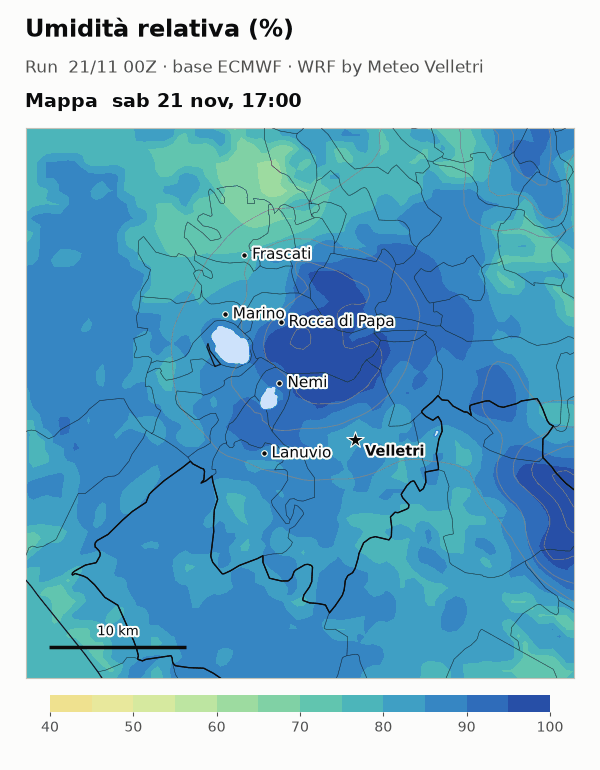 Umidità relativa (%)
Run  21/11 00Z · base ECMWF · WRF by Meteo Velletri
Mappa  sab 21 nov, 17:00
Frascati
Marino
Rocca di Papa
Nemi
Velletri
Lanuvio
10 km
40 50 60 70 80 90 100